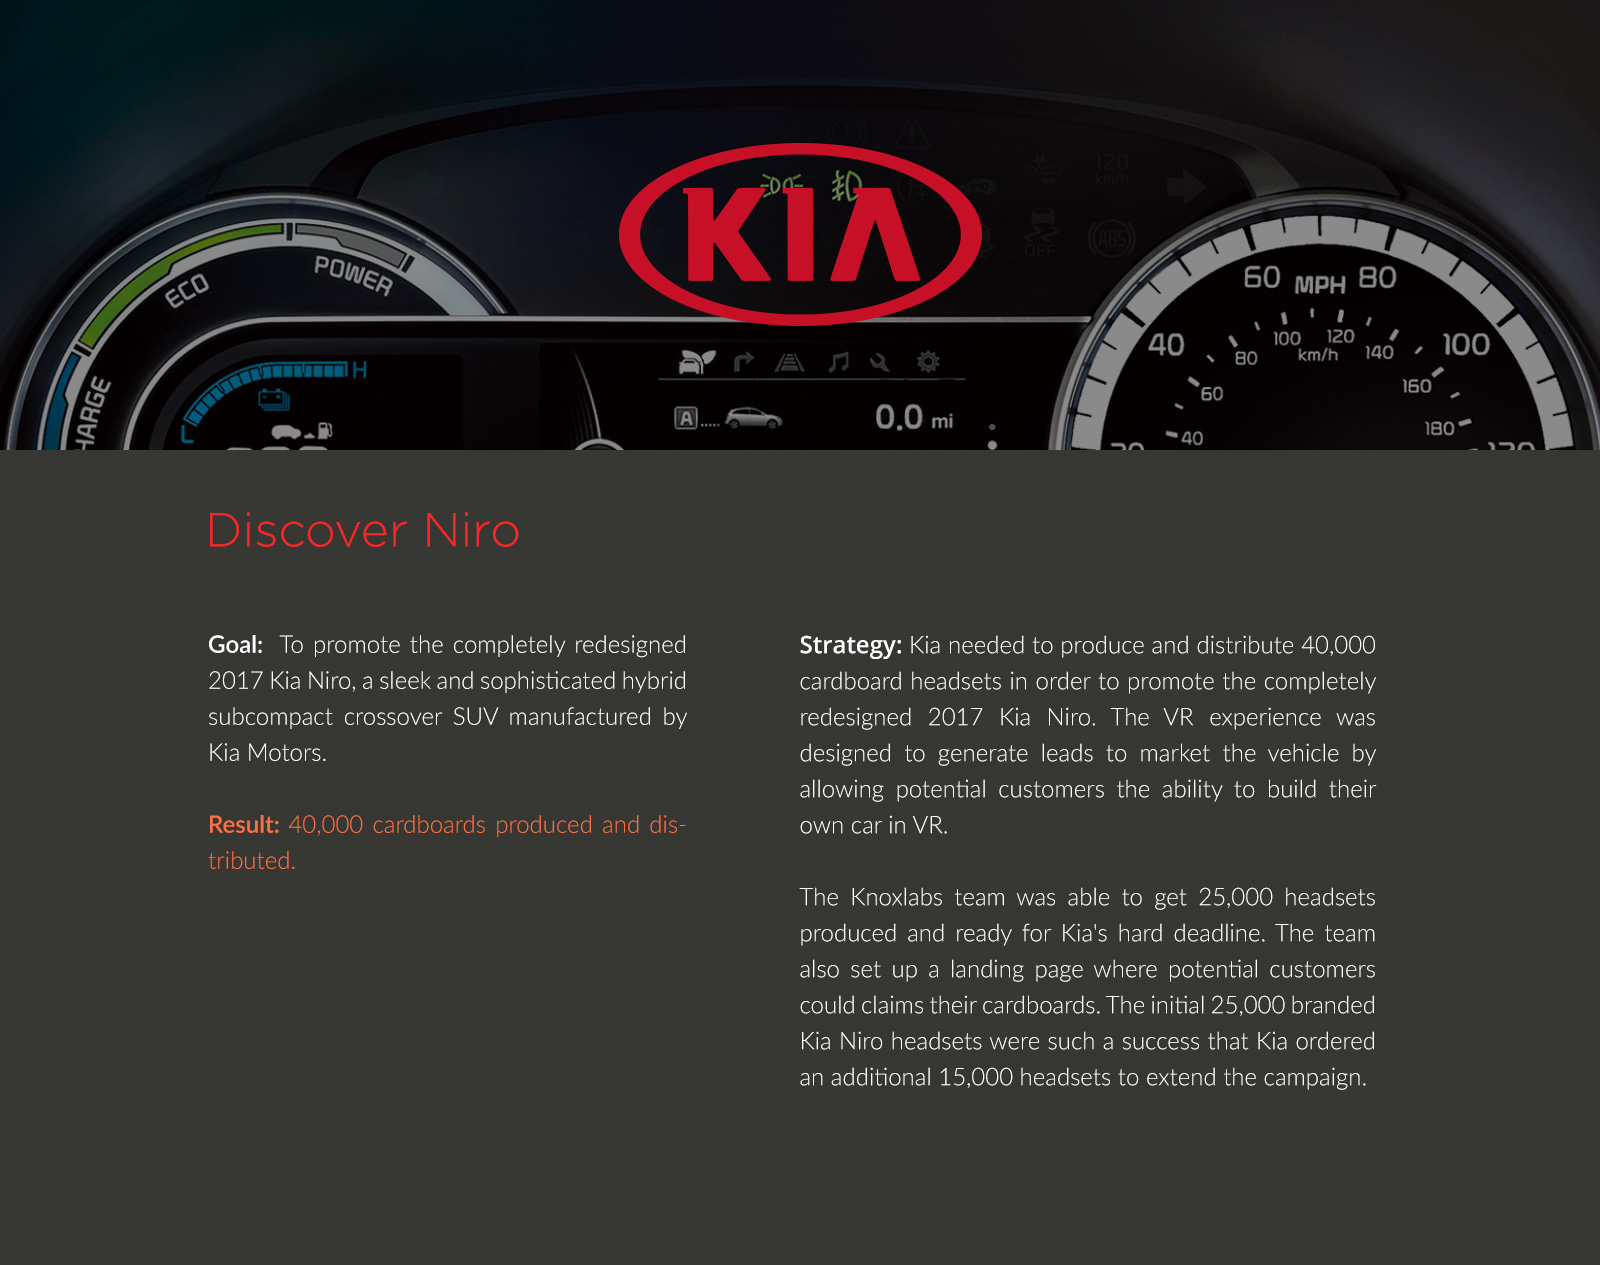 120
km/h
KIA
ABS
OFF
POWER
ECO
60 MPH 80
40
100
100
120
80
km/h
140
H
60
160
HARGE
A.....
0.0 mi
L
40
180
20
120
Discover Niro
Goal: To promote the completely redesigned
2017 Kia Niro, a sleek and sophisticated hybrid
subcompact crossover SUV manufactured by
Kia Motors.
Result: 40,000 cardboards produced and dis-
tributed.
Strategy: Kia needed to produce and distribute 40,000
cardboard headsets in order to promote the completely
redesigned 2017 Kia Niro. The VR experience was
designed to generate leads to market the vehicle by
allowing potential customers the ability to build their
own car in VR.
The Knoxlabs team was able to get 25,000 headsets
produced and ready for Kia's hard deadline. The team
also set up a landing page where potential customers
could claims their cardboards. The initial 25,000 branded
Kia Niro headsets were such a success that Kia ordered
an additional 15,000 headsets to extend the campaign.